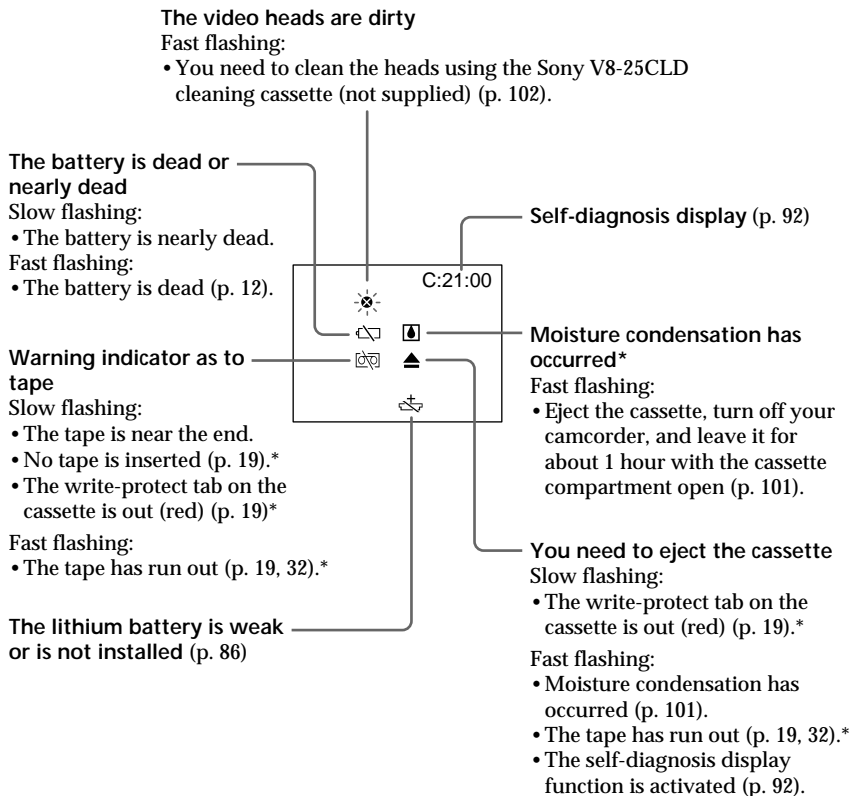 The video heads are dirty
Fast flashing:
• You need to clean the heads using the Sony V8-25CLD
cleaning cassette (not supplied) (p. 102).
The battery is dead or
nearly dead
Slow flashing:
• The battery is nearly dead.
Fast flashing:
• The battery is dead (p. 12).
Warning indicator as to
tape
Slow flashing:
• The tape is near the end.
• No tape is inserted (p. 19).*
• The write-protect tab on the
cassette is out (red) (p. 19)*
Fast flashing:
• The tape has run out (p. 19, 32).*
The lithium battery is weak
or is not installed (p. 86)
C:21:00
Self-diagnosis display (p. 92)
Moisture condensation has
occurred*
Fast flashing:
• Eject the cassette, turn off your
camcorder, and leave it for
about 1 hour with the cassette
compartment open (p. 101).
You need to eject the cassette
Slow flashing:
• The write-protect tab on the
cassette is out (red) (p. 19).*
Fast flashing:
• Moisture condensation has
occurred (p. 101).
• The tape has run out (p. 19, 32).*
• The self-diagnosis display
function is activated (p. 92).